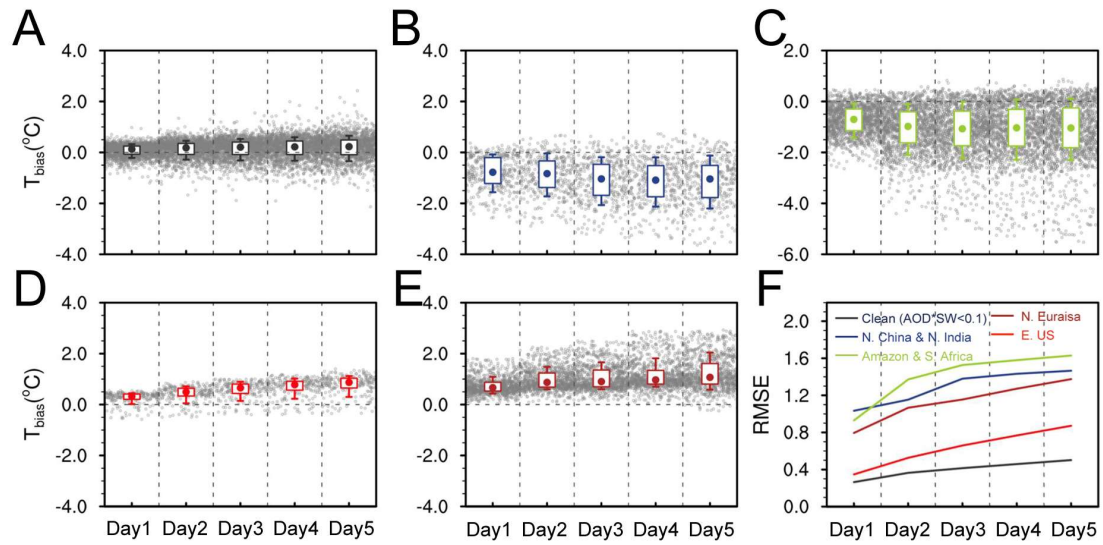 A
B
C
4.0
2.0
0.0
-2.0
-4.0
T_bias(°C)
4.0
2.0
0.0
-2.0
-4.0
2.0
0.0
-2.0
-4.0
-6.0
D
E
F
4.0
2.0
0.0
-2.0
-4.0
T_bias(°C)
Day1 Day2 Day3 Day4 Day5
4.0
2.0
0.0
-2.0
-4.0
Day1 Day2 Day3 Day4 Day5
2.0
1.6
1.2
0.8
0.4
0.0
RMSE
Clean (AOD*SW<0.1)
N. China & N. India
Amazon & S. Africa
N. Euraisa
E. US
Day1 Day2 Day3 Day4 Day5